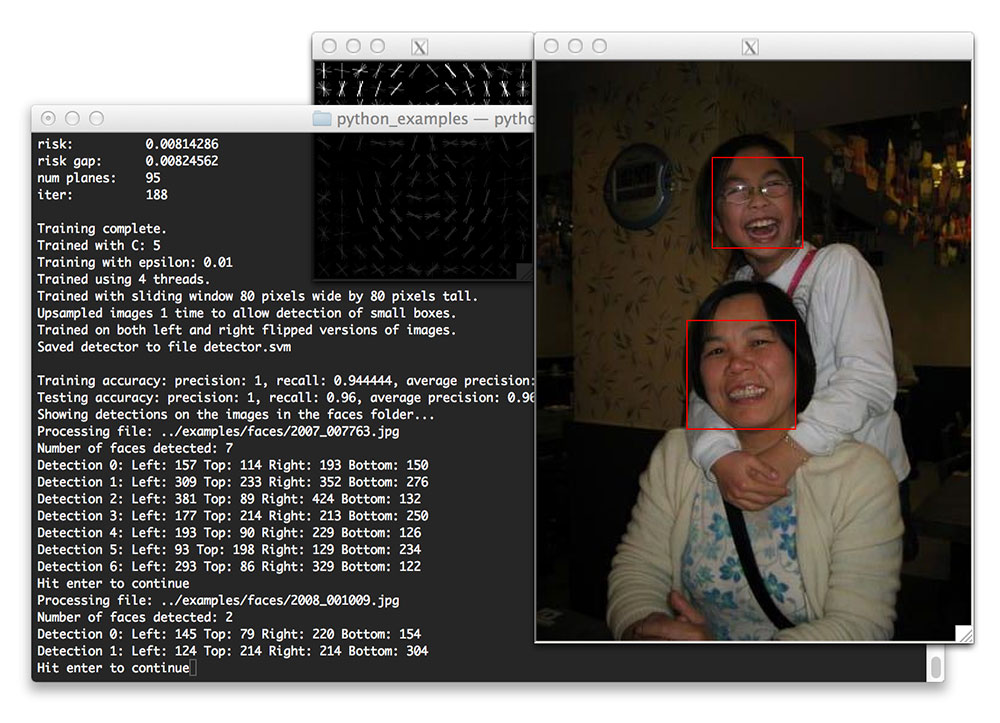 python_examples — pytho
risk: 0.00814286
risk gap: 0.00824562
num planes: 95
iter: 188
Training complete.
Trained with C: 5
Training with epsilon: 0.01
Trained using 4 threads.
Trained with sliding window 80 pixels wide by 80 pixels tall.
Upsampled images 1 time to allow detection of small boxes.
Trained on both left and right flipped versions of images.
Saved detector to file detector.svm
Training accuracy: precision: 1, recall: 0.944444, average precision:
Testing accuracy: precision: 1, recall: 0.96, average precision: 0.96
Showing detections on the images in the faces folder...
Processing file: ../examples/faces/2007_007763.jpg
Number of faces detected: 7
Detection 0: Left: 157 Top: 114 Right: 193 Bottom: 150
Detection 1: Left: 309 Top: 233 Right: 352 Bottom: 276
Detection 2: Left: 381 Top: 89 Right: 424 Bottom: 132
Detection 3: Left: 177 Top: 214 Right: 213 Bottom: 250
Detection 4: Left: 193 Top: 90 Right: 229 Bottom: 126
Detection 5: Left: 93 Top: 198 Right: 129 Bottom: 234
Detection 6: Left: 293 Top: 86 Right: 329 Bottom: 122
Hit enter to continue
Processing file: ../examples/faces/2008_001009.jpg
Number of faces detected: 2
Detection 0: Left: 145 Top: 79 Right: 220 Bottom: 154
Detection 1: Left: 124 Top: 214 Right: 214 Bottom: 304
Hit enter to continue